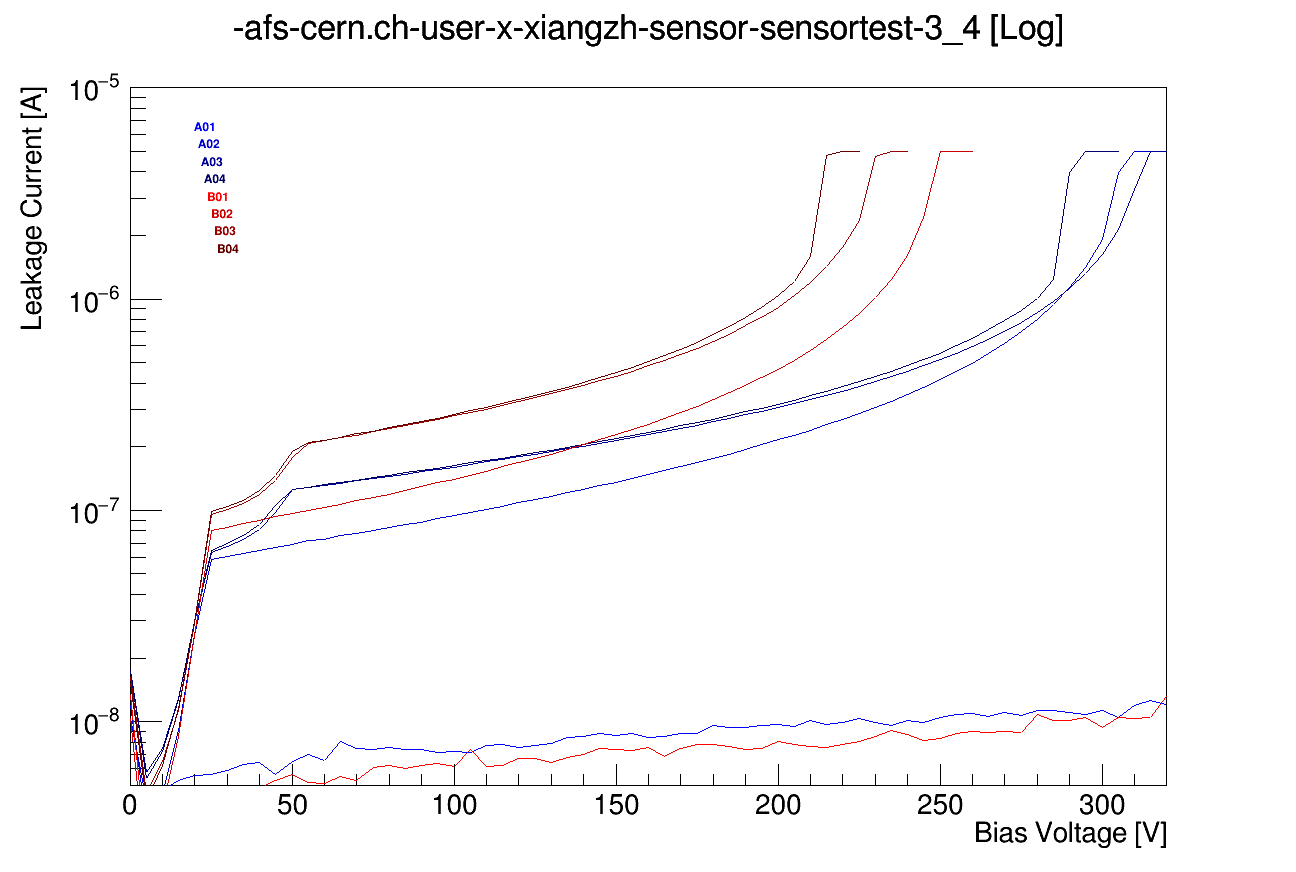 -afs-cern.ch-user-x-xiangzh-sensor-sensortest-3_4 [Log]
Leakage Current [A]
10⁻⁵
10⁻⁶
10⁻⁷
10⁻⁸
A01
A02
A03
A04
B01
B02
B03
B04
0 50 100 150 200 250 300
Bias Voltage [V]